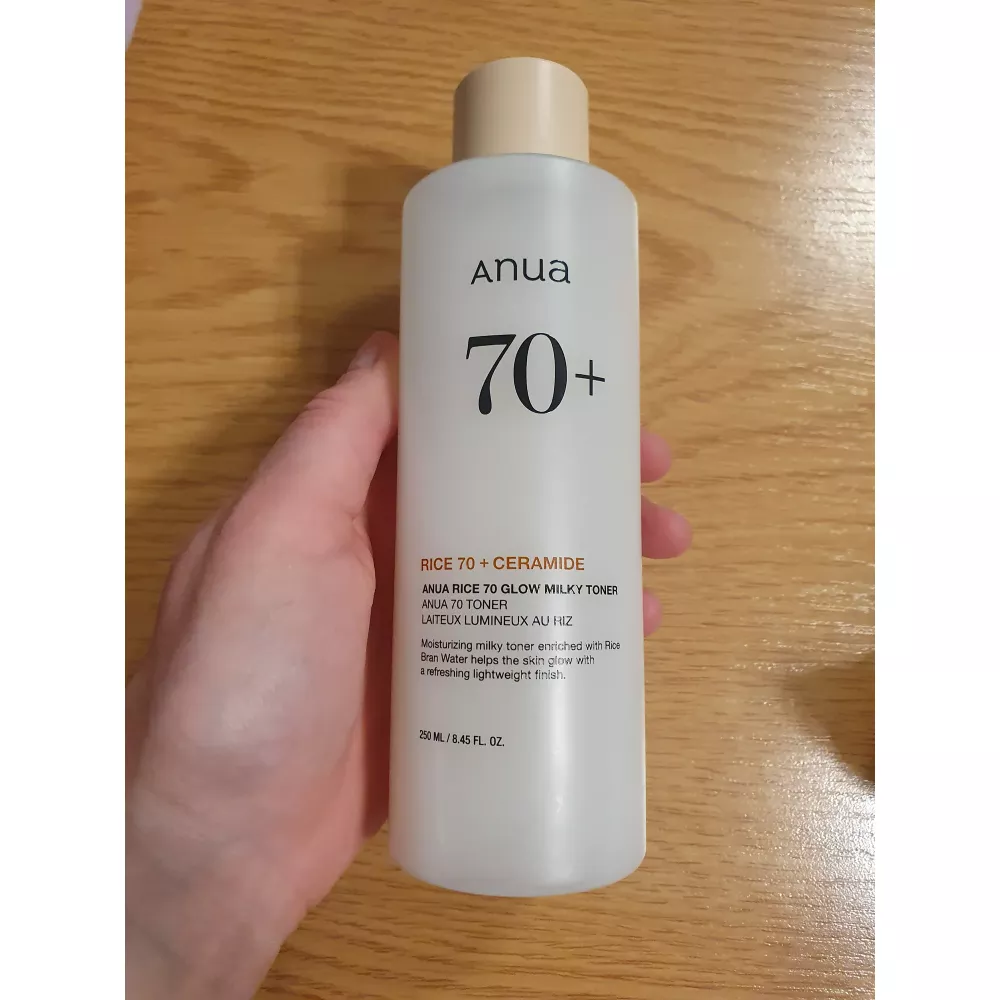 Anua
70+
RICE 70 + CERAMIDE
ANUA RICE 70 GLOW MILKY TONER
ANUA 70 TONER
LAITEUX LUMINEUX AU RIZ
Moisturizing milky toner enriched with Rice
Bran Water helps the skin glow with
a refreshing lightweight finish.
250 ML / 8.45 FL. OZ.